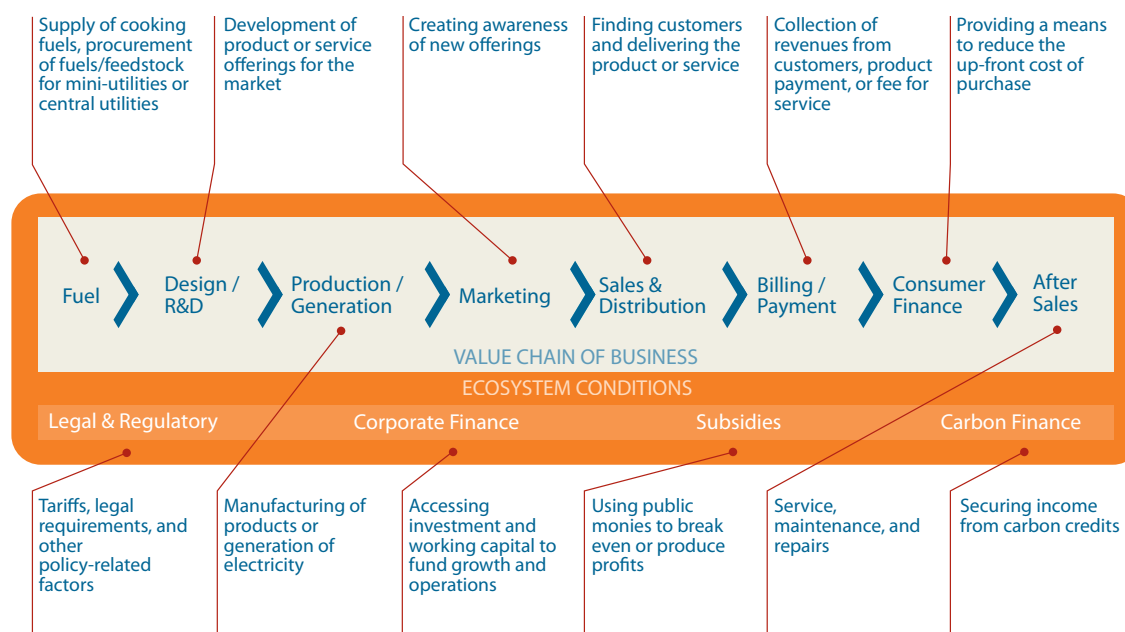 Supply of cooking
fuels, procurement
of fuels/feedstock
for mini-utilities or
central utilities
Development of
product or service
offerings for the
market
Creating awareness
of new offerings
Finding customers
and delivering the
product or service
Collection of
revenues from
customers, product
payment, or fee for
service
Providing a means
to reduce the
up-front cost of
purchase
Fuel
Design /
R&D
Production /
Generation
Marketing
Sales &
Distribution
Billing /
Payment
Consumer
Finance
After
Sales
VALUE CHAIN OF BUSINESS
ECOSYSTEM CONDITIONS
Legal & Regulatory
Corporate Finance
Subsidies
Carbon Finance
Tariffs, legal
requirements, and
other
policy-related
factors
Manufacturing of
products or
generation of
electricity
Accessing
investment and
working capital to
fund growth and
operations
Using public
monies to break
even or produce
profits
Service,
maintenance, and
repairs
Securing income
from carbon credits